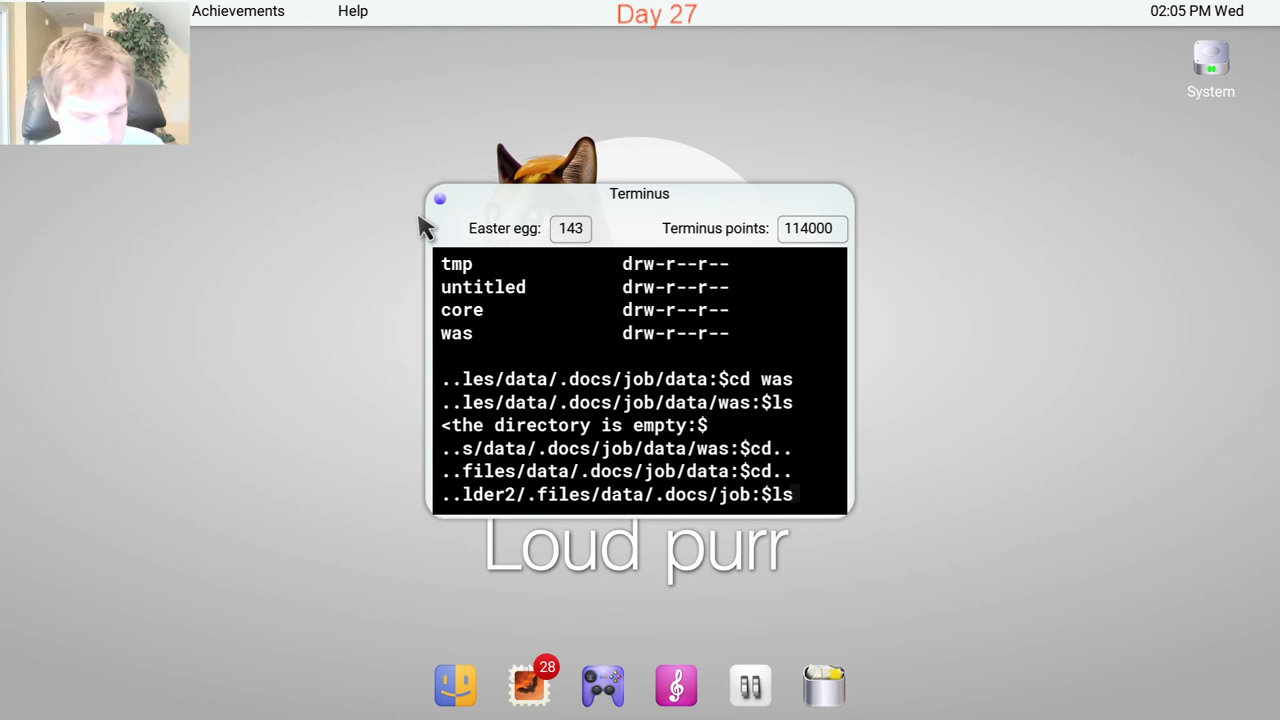 Achievements
Help
Day 27
02:05 PM Wed
System
Terminus
Easter egg: 143
Terminus points: 114000
tmp drw-r--r--
untitled drw-r--r--
core drw-r--r--
was drw-r--r--
..les/data/.docs/job/data:$cd was
..les/data/.docs/job/data/was:$ls
<the directory is empty:$
..s/data/.docs/job/data/was:$cd..
..files/data/.docs/job/data:$cd..
..lder2/.files/data/.docs/job:$ls
Loud purr
28